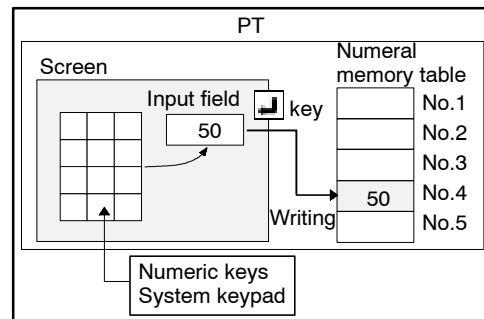 PT
Screen
Numeral
memory table
Input field
key
50
No.1
No.2
No.3
50
No.4
No.5
Writing
Numeric keys
System keypad